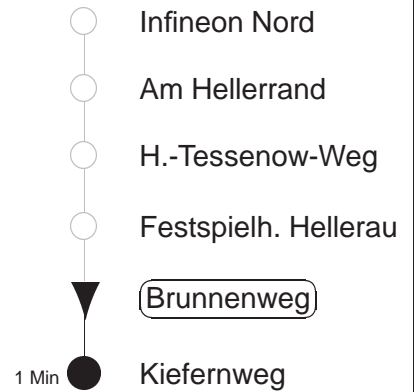 Infineon Nord
Am Hellerrand
H.-Tessenow-Weg
Festspielh. Hellerau
Brunnenweg
1 Min Kiefernweg